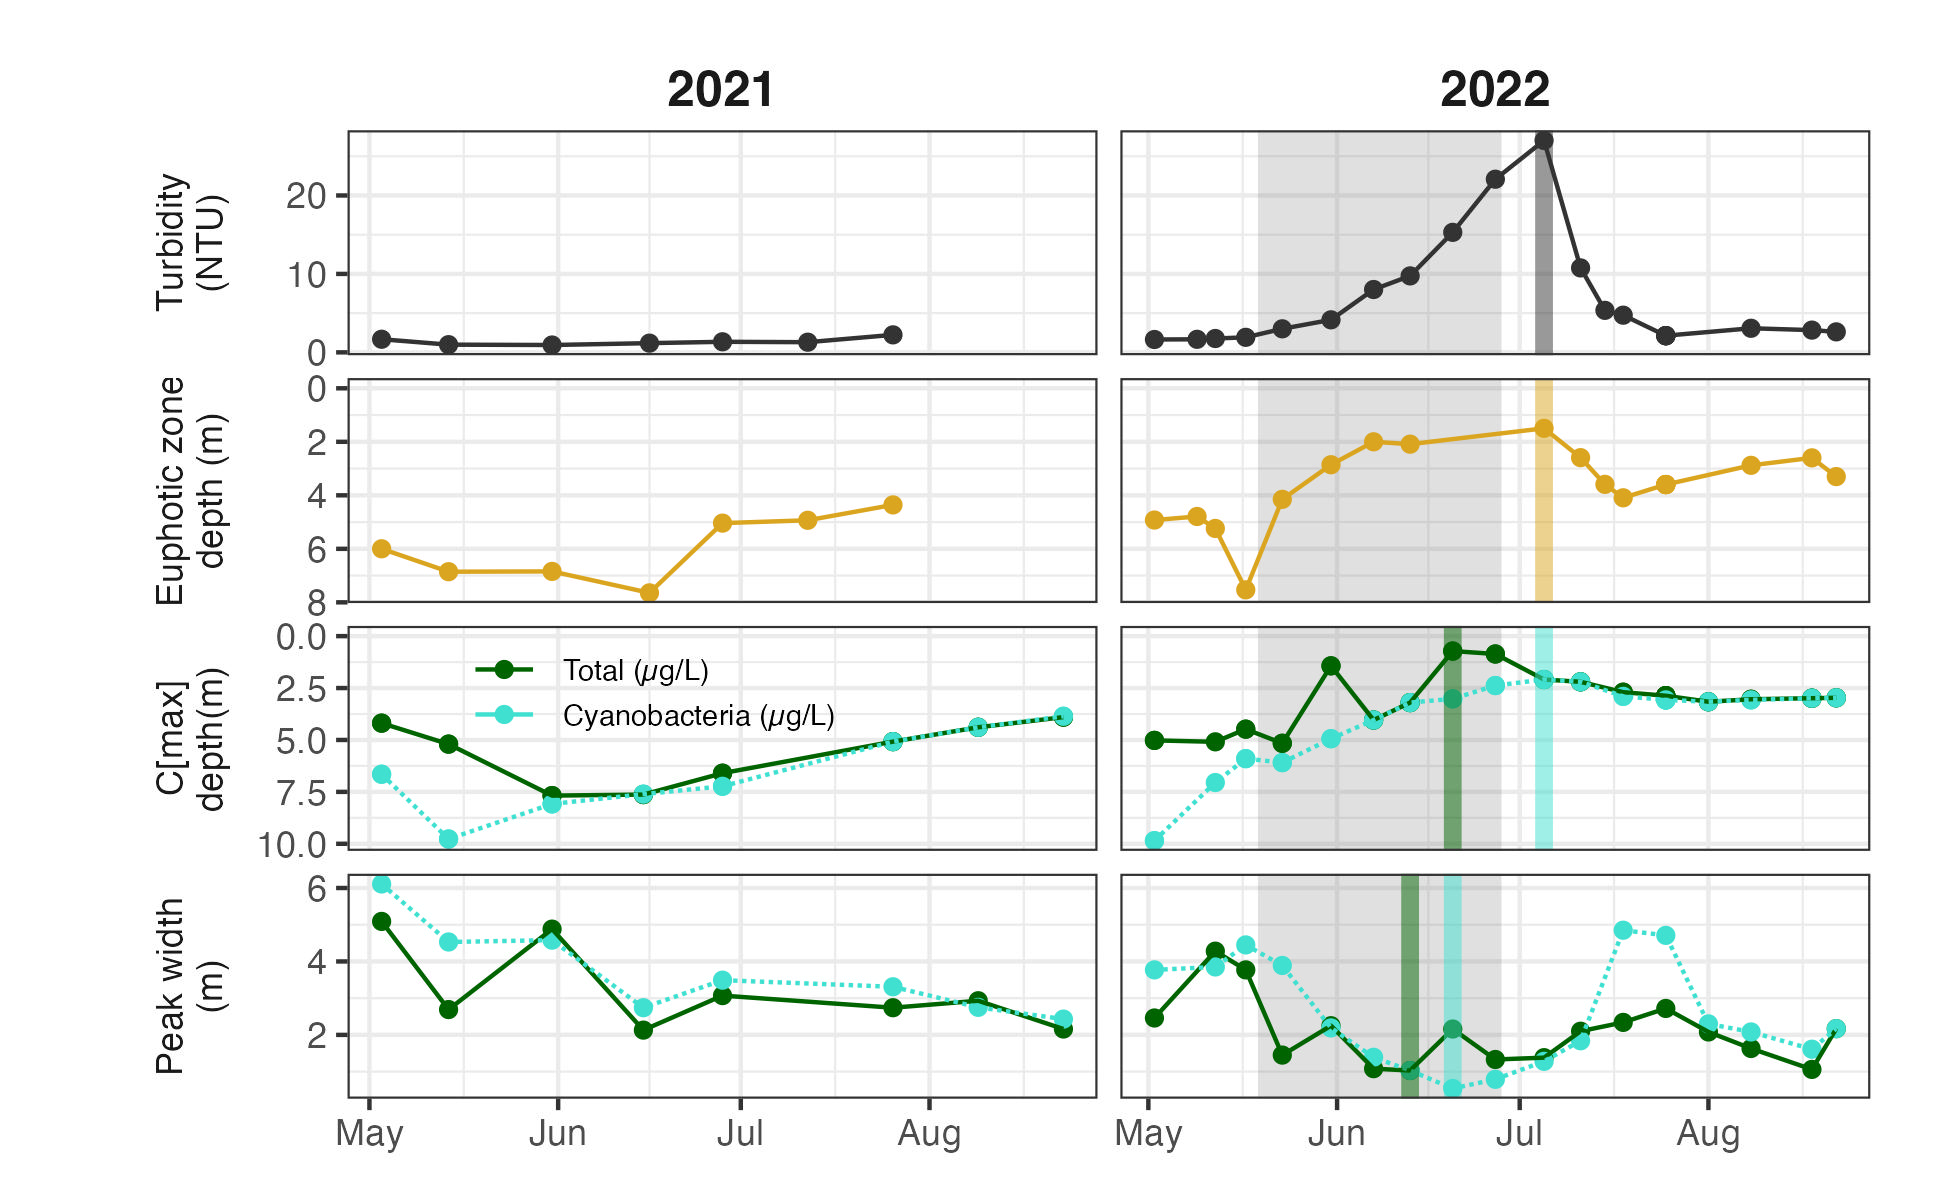 2021
2022
Turbidity
(NTU)
20
10
0
Euphotic zone
depth (m)
0
2
4
6
8
C[max]
depth(m)
0.0
2.5
5.0
7.5
10.0
Total (µg/L)
Cyanobacteria (µg/L)
Peak width
(m)
6
4
2
May
Jun
Jul
Aug
May
Jun
Jul
Aug